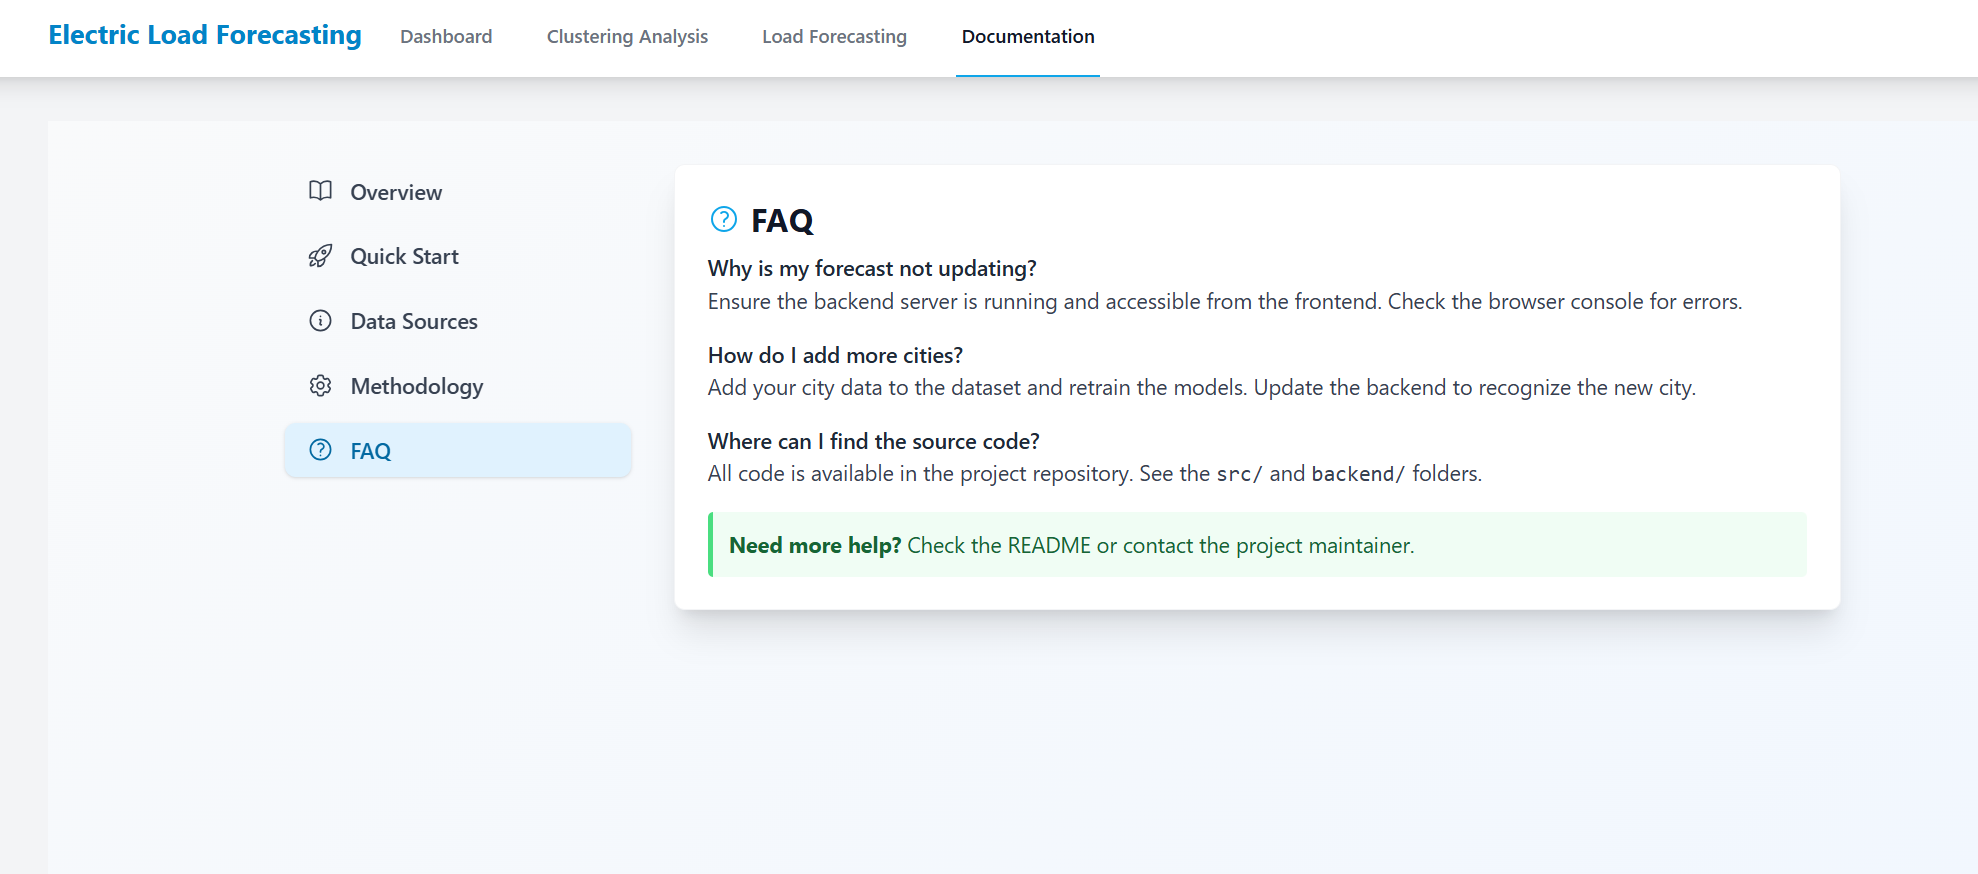 Electric Load Forecasting Dashboard Clustering Analysis Load Forecasting Documentation
Overview
Quick Start
Data Sources
Methodology
FAQ
FAQ
Why is my forecast not updating?
Ensure the backend server is running and accessible from the frontend. Check the browser console for errors.
How do I add more cities?
Add your city data to the dataset and retrain the models. Update the backend to recognize the new city.
Where can I find the source code?
All code is available in the project repository. See the src/ and backend/ folders.
Need more help? Check the README or contact the project maintainer.